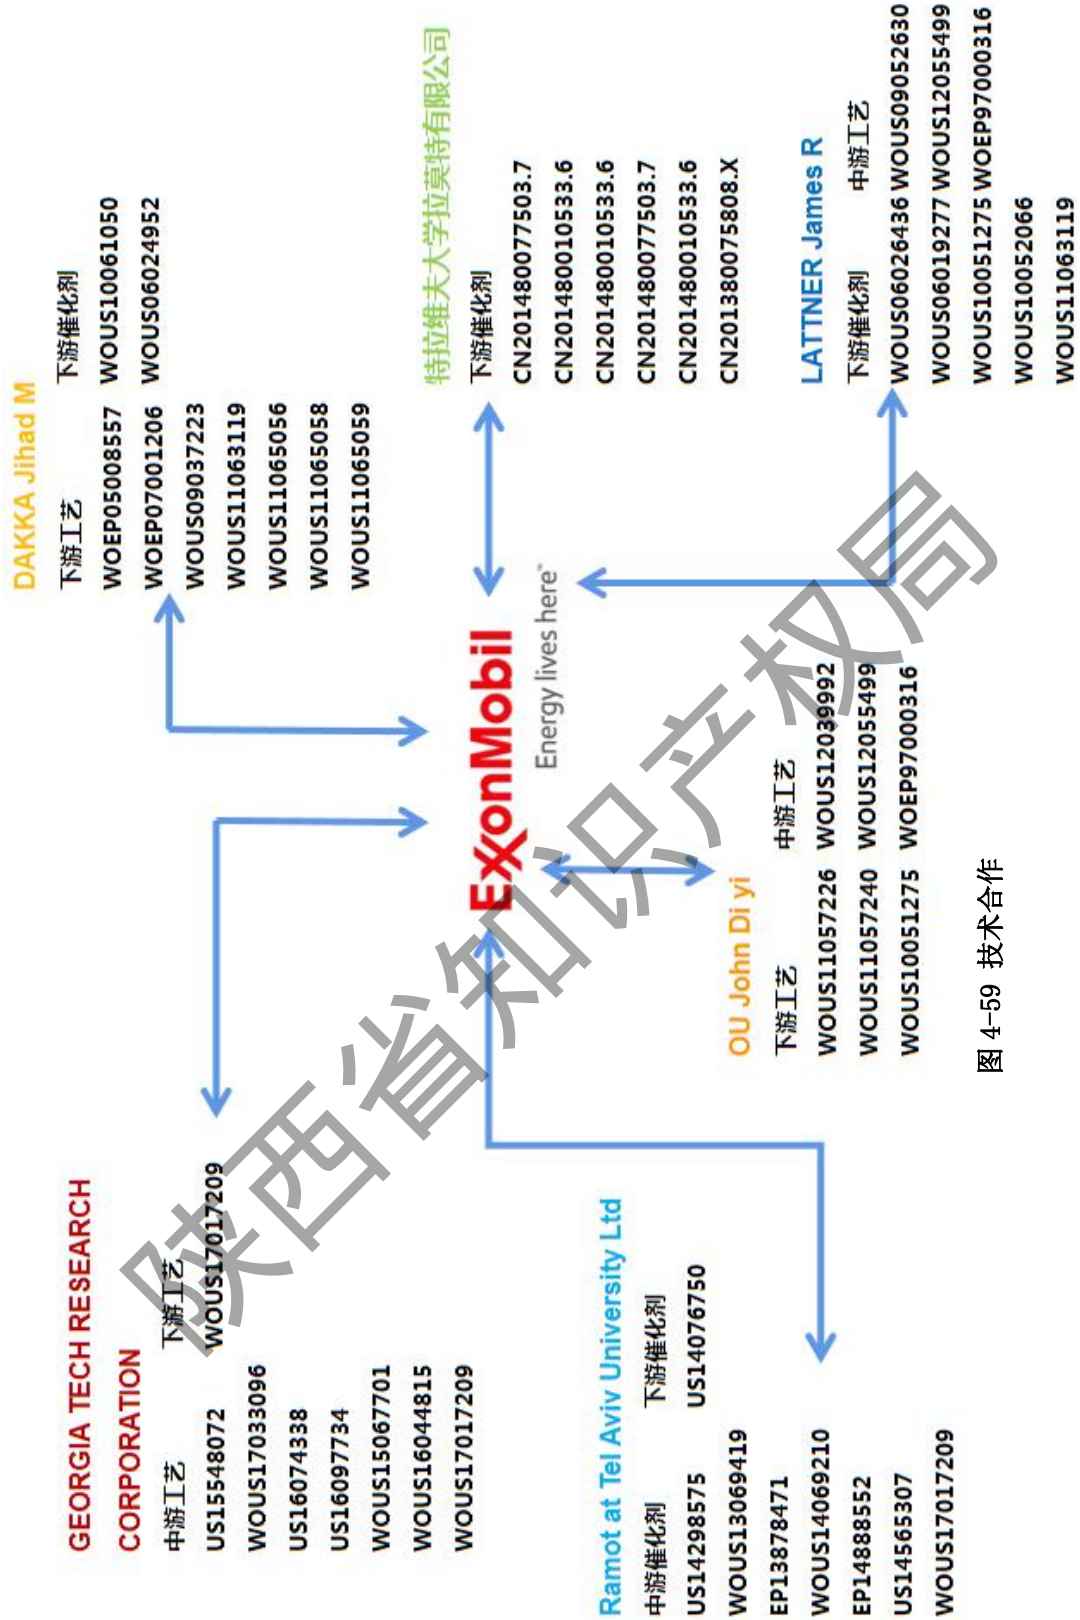 GEORGIA TECH RESEARCH
CORPORATION
中游工艺 下游工艺
US15548072 WOUS17017209
WOUS17033096
US16074338
US16097734
WOUS15067701
WOUS16044815
WOUS17017209
DAKKA Jihad M
下游工艺 下游催化剂
WOEP05008557 WOUS10061050
WOEP07001206 WOUS06024952
WOUS09037223
WOUS11063119
WOUS11065056
WOUS11065058
WOUS11065059
ExxonMobil
Energy lives here™
特拉维夫大学拉莫特有限公司
下游催化剂
CN201480077503.7
CN201480010533.6
CN201480010533.6
CN201480077503.7
CN201480010533.6
CN201380075808.X
Ramot at Tel Aviv University Ltd
中游催化剂 下游催化剂
US14298575 US14076750
WOUS13069419
EP13878471
WOUS14069210
EP14888552
US14565307
WOUS17017209
OU John Di yi
下游工艺 中游工艺
WOUS11057226 WOUS12039992
WOUS11057240 WOUS12055499
WOUS10051275 WOEP97000316
LATTNER James R
下游催化剂 中游工艺
WOUS06026436 WOUS09052630
WOUS06019277 WOUS12055499
WOUS10051275 WOEP97000316
WOUS10052066
WOUS11063119
图 4-59 技术合作
陕西省知识产权局